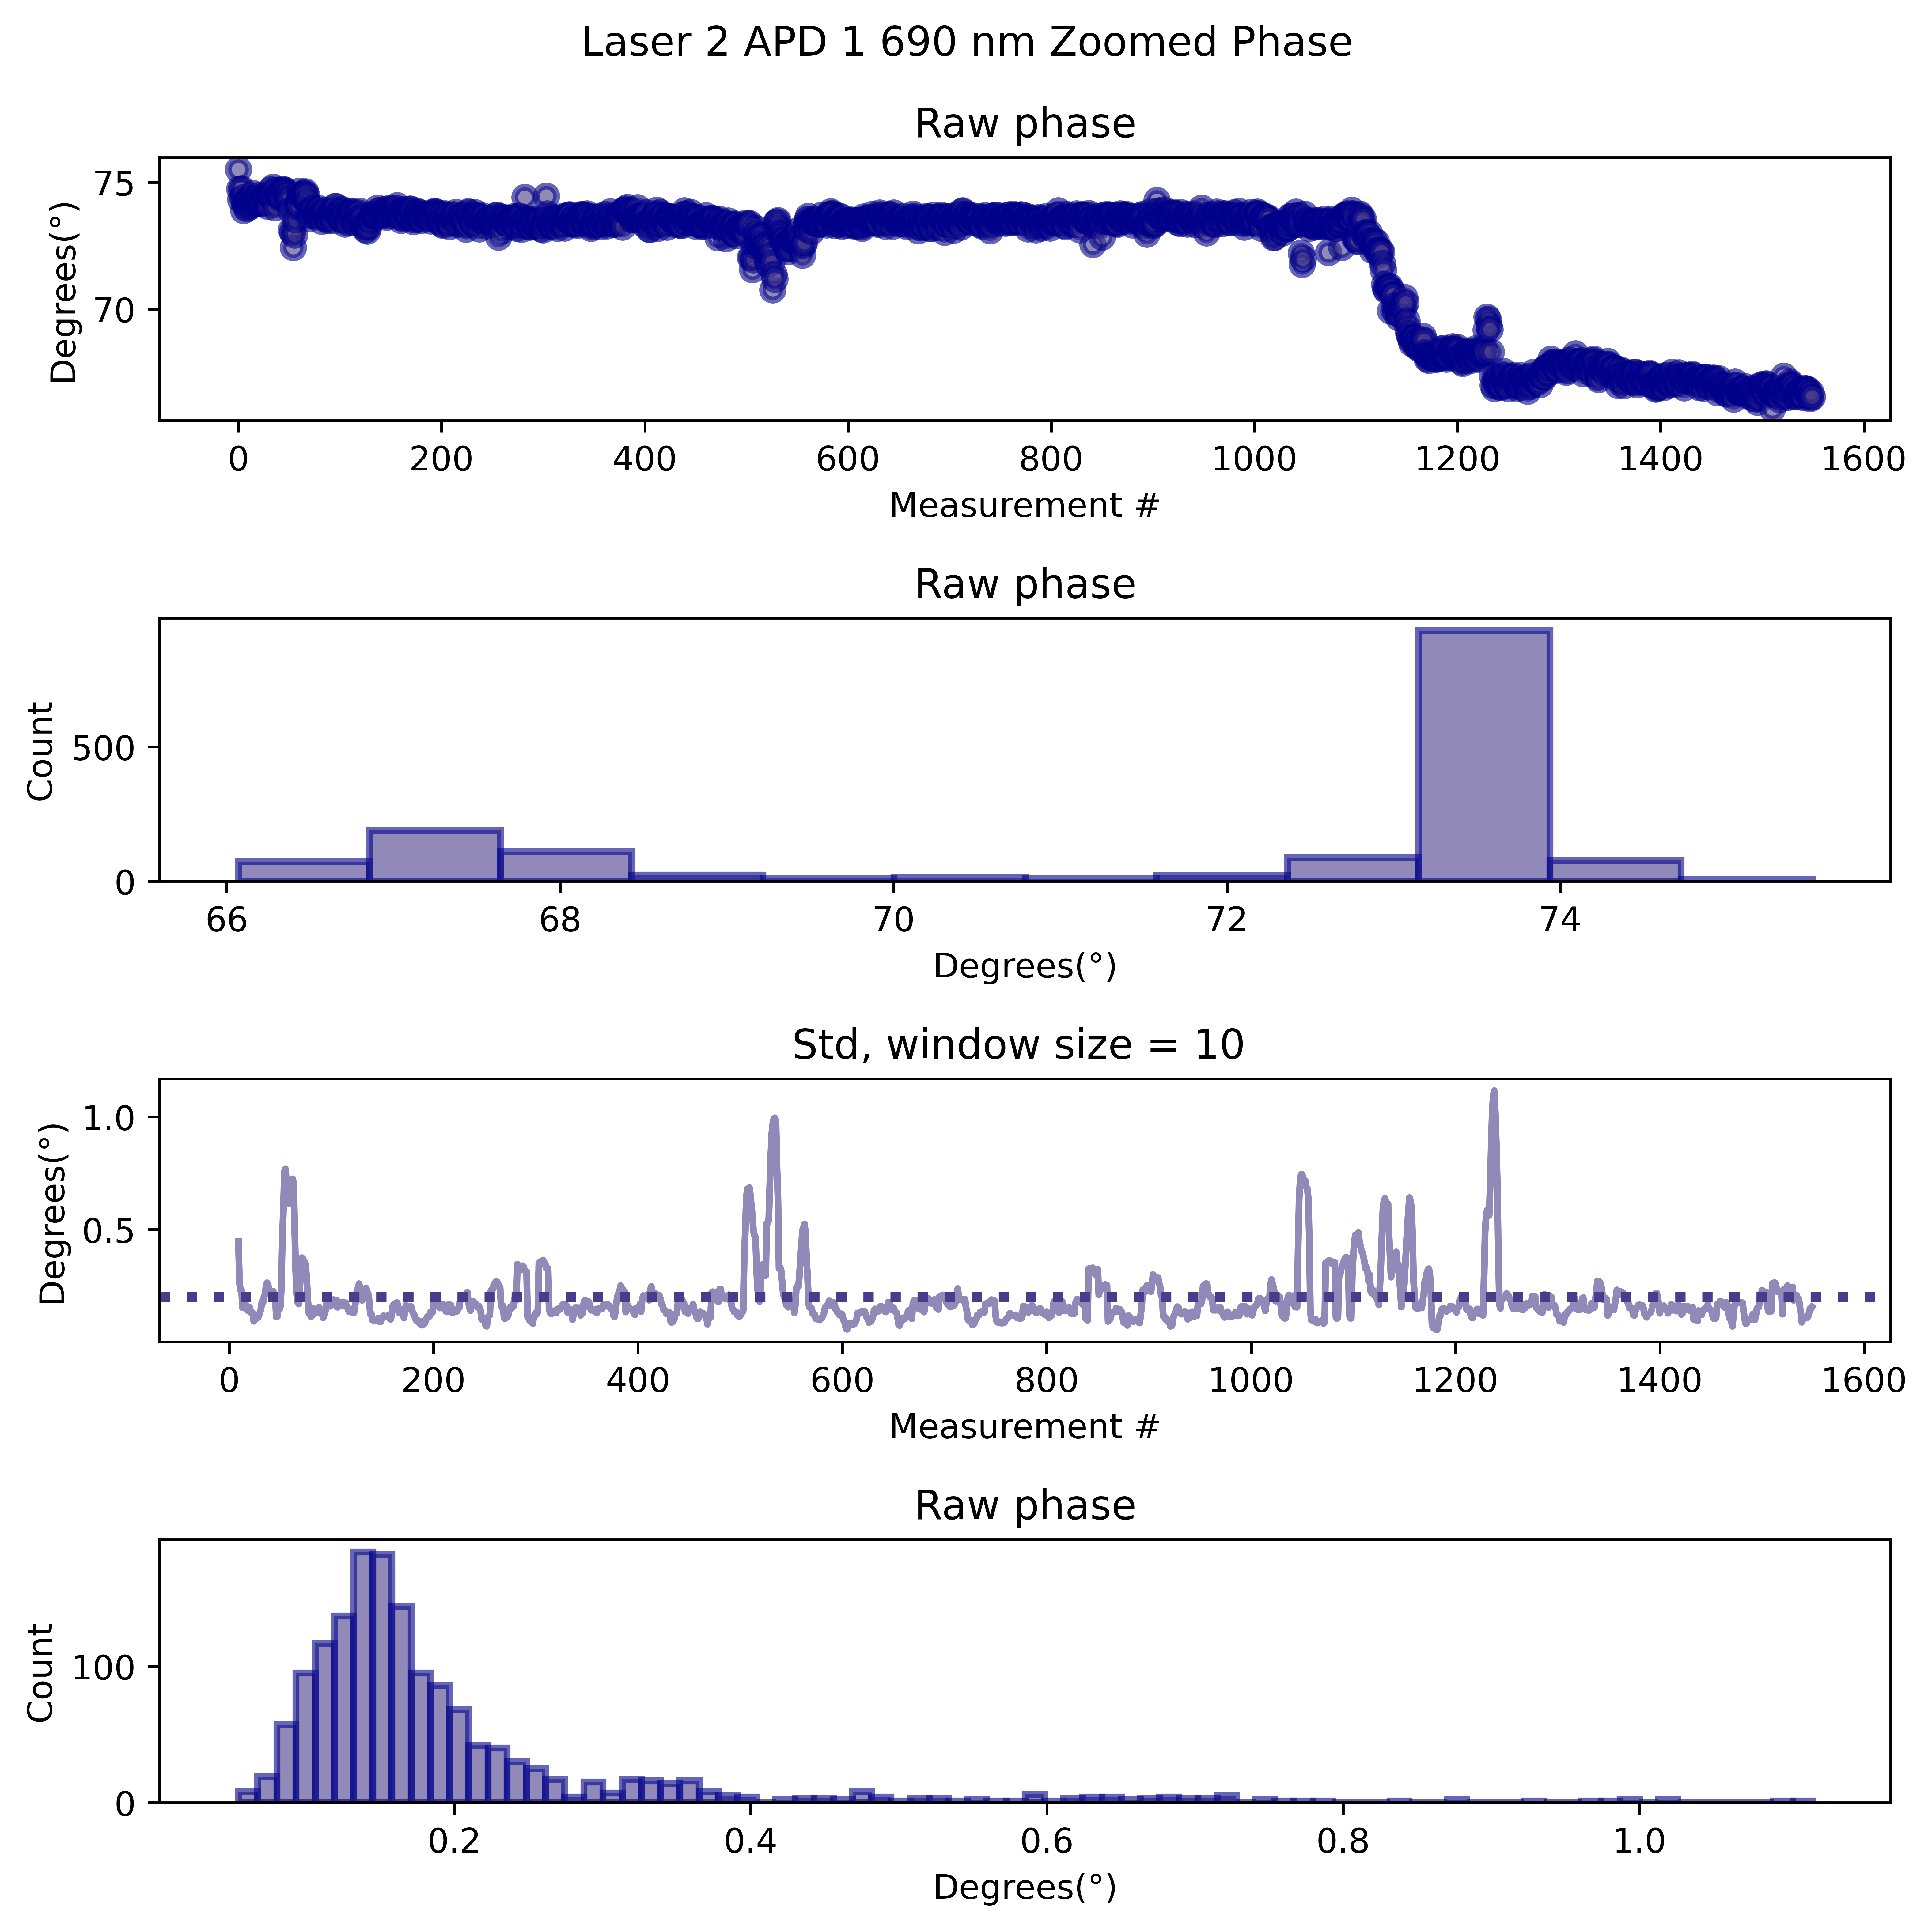 Laser 2 APD 1 690 nm Zoomed Phase
Raw phase
75
70
Degrees(°)
0 200 400 600 800 1000 1200 1400 1600
Measurement #
Raw phase
500
0
Count
66 68 70 72 74
Degrees(°)
Std, window size = 10
1.0
0.5
Degrees(°)
0 200 400 600 800 1000 1200 1400 1600
Measurement #
Raw phase
100
0
Count
0.2 0.4 0.6 0.8 1.0
Degrees(°)